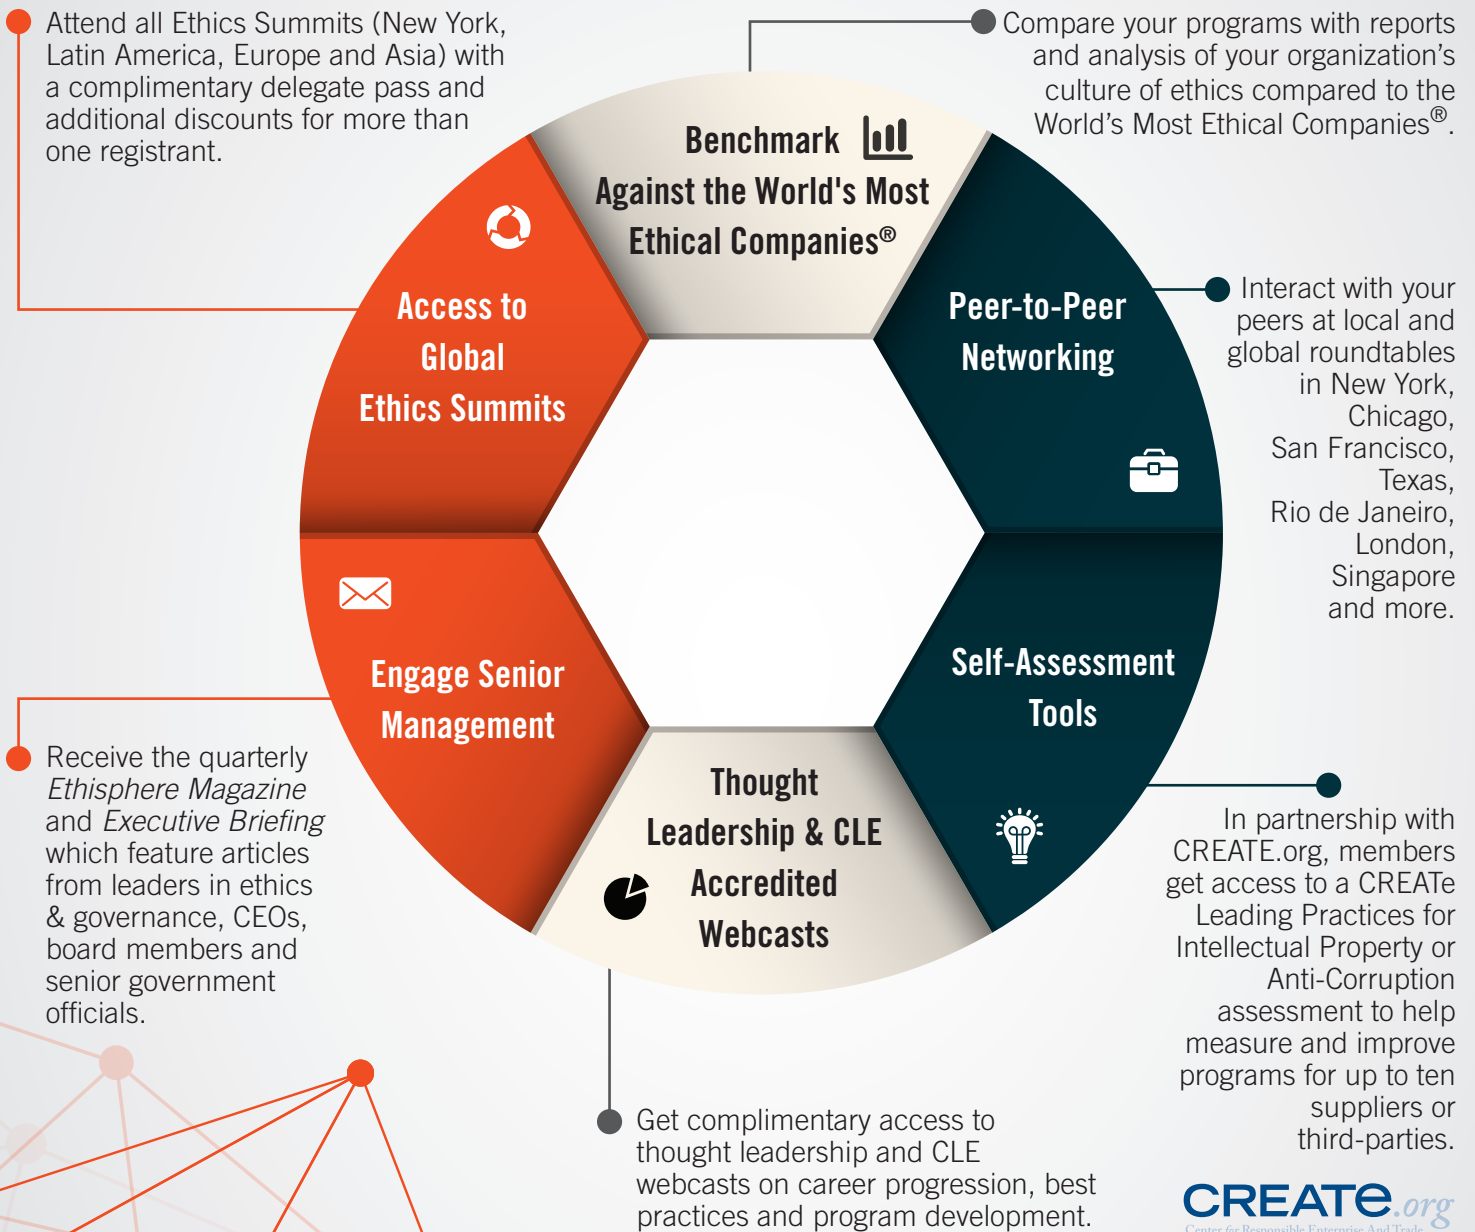 Attend all Ethics Summits (New York,
Latin America, Europe and Asia) with
a complimentary delegate pass and
additional discounts for more than
one registrant.
Compare your programs with reports
and analysis of your organization’s
culture of ethics compared to the
World’s Most Ethical Companies®.
Benchmark
Against the World's Most
Ethical Companies®
Access to
Global
Ethics Summits
Peer-to-Peer
Networking
Interact with your
peers at local and
global roundtables
in New York,
Chicago,
San Francisco,
Texas,
Rio de Janeiro,
London,
Singapore
and more.
Engage Senior
Management
Self-Assessment
Tools
Receive the quarterly
Ethisphere Magazine
and Executive Briefing
which feature articles
from leaders in ethics
& governance, CEOs,
board members and
senior government
officials.
Thought
Leadership & CLE
Accredited
Webcasts
In partnership with
CREATE.org, members
get access to a CREATe
Leading Practices for
Intellectual Property or
Anti-Corruption
assessment to help
measure and improve
programs for up to ten
suppliers or
third-parties.
Get complimentary access to
thought leadership and CLE
webcasts on career progression, best
practices and program development.
CREATe.org
Center for Responsible Enterprise And Trade